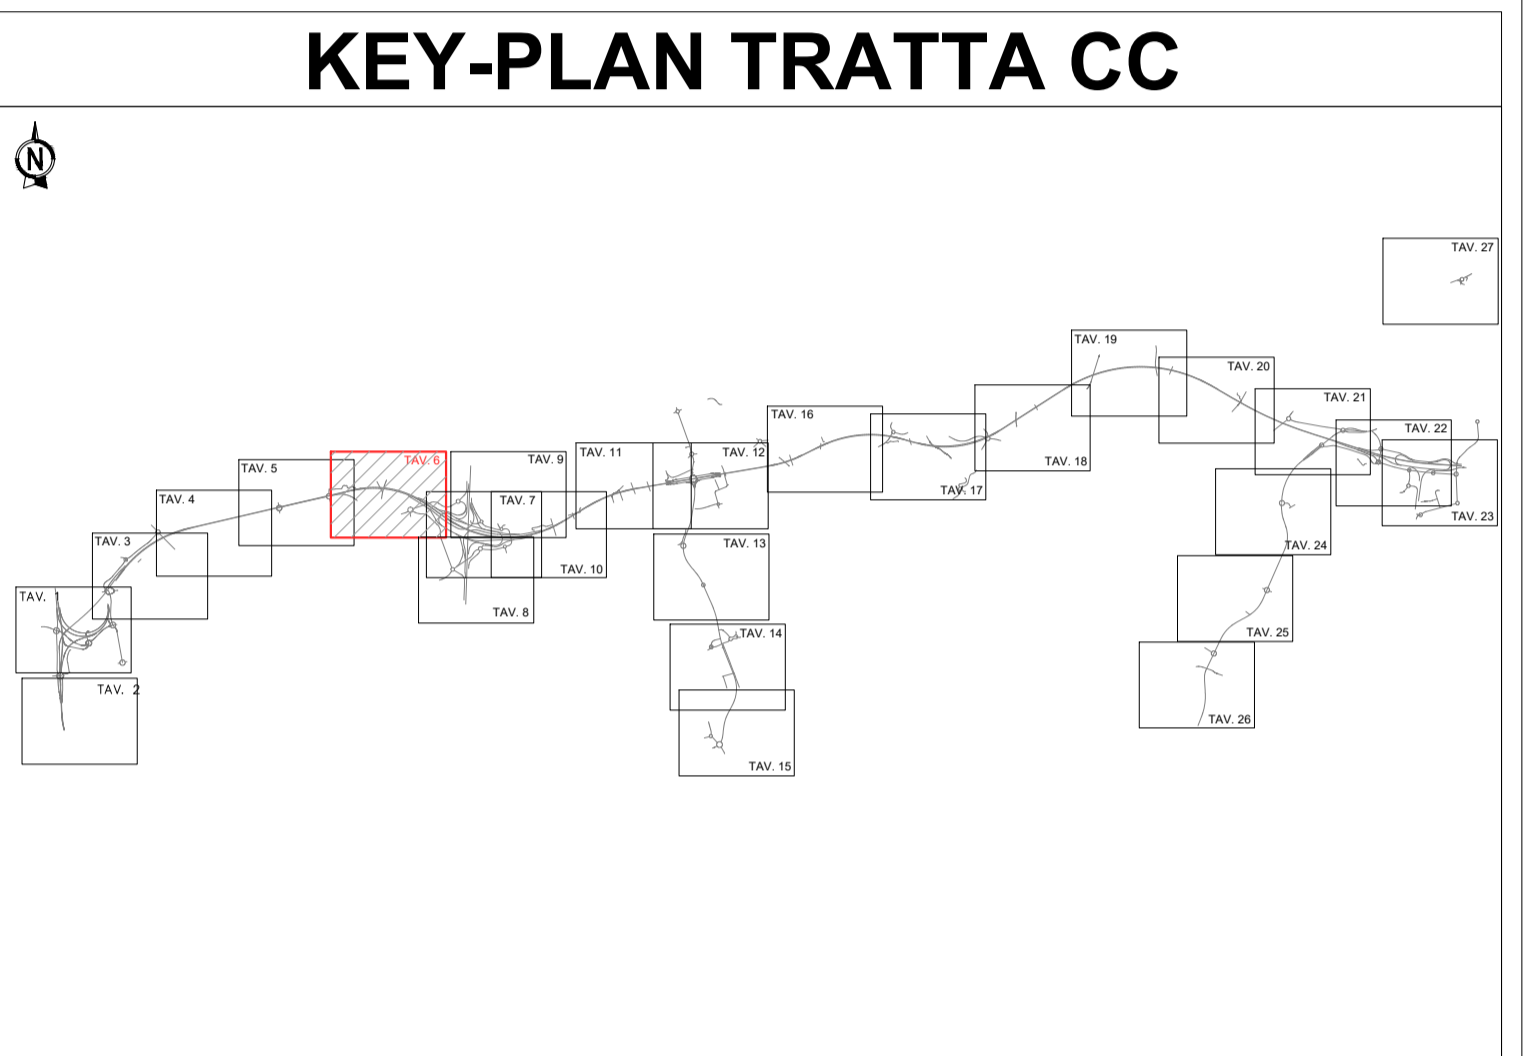 KEY-PLAN TRATTA CC
N
TAV. 27
TAV. 19
TAV. 20
TAV. 21
TAV. 16
TAV. 22
TAV. 6
TAV. 9
TAV. 11
TAV. 12
TAV. 5
TAV. 18
TAV. 4
TAV. 7
TAV. 17
TAV. 23
TAV. 3
TAV. 13
TAV. 24
TAV. 10
TAV. 1
TAV. 8
TAV. 14
TAV. 25
TAV. 2
TAV. 26
TAV. 15